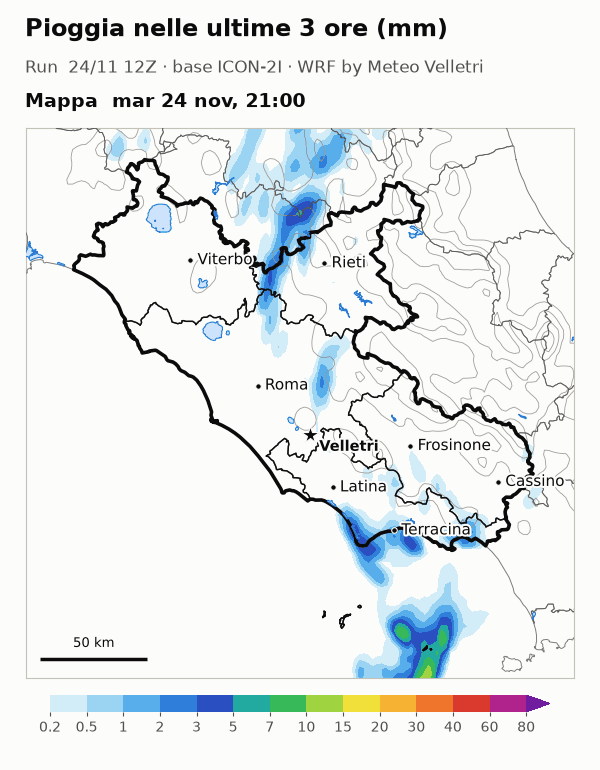 Pioggia nelle ultime 3 ore (mm)
Run  24/11 12Z · base ICON-2I · WRF by Meteo Velletri
Mappa  mar 24 nov, 21:00
Viterbo
Rieti
Roma
Velletri
Frosinone
Latina
Cassino
Terracina
50 km
0.2 0.5 1 2 3 5 7 10 15 20 30 40 60 80